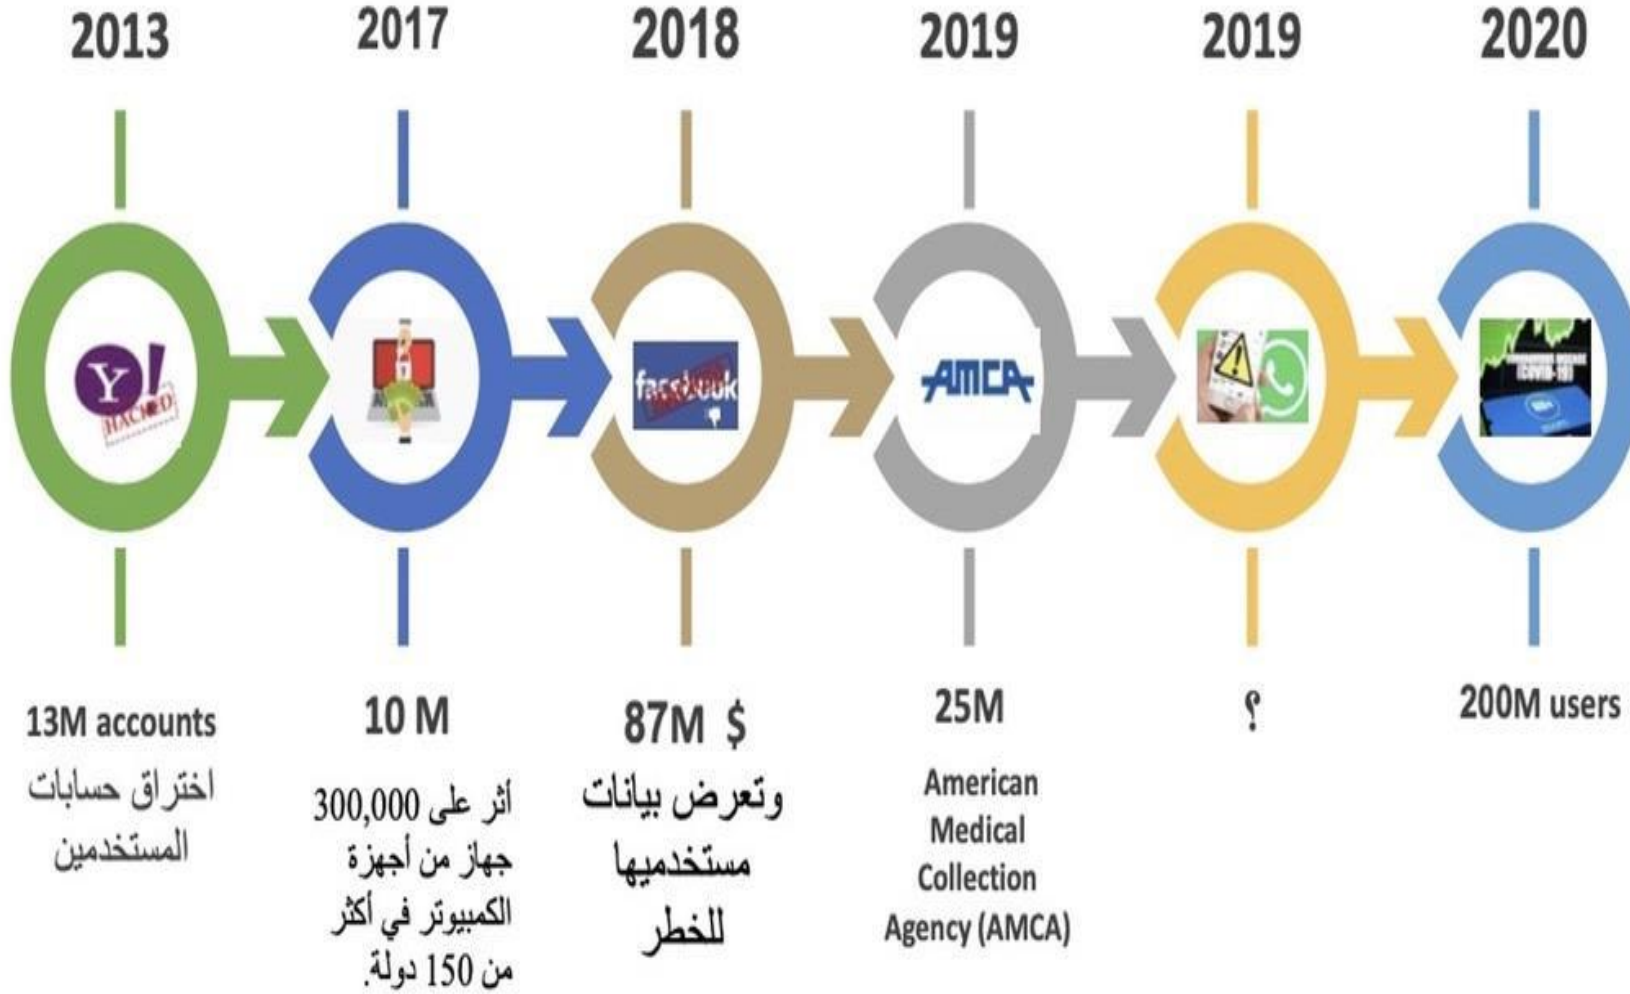 2013
2017
2018
2019
2019
2020
Y!
HACKED
facebook
AMCA
(COVID-19)
13M accounts
اختراق حسابات
المستخدمين
10 M
أثر على 300,000
جهاز من أجهزة
الكمبيوتر في أكثر
من 150 دولة.
87M $
وتعرض بيانات
مستخدميها
للخطر
25M
American
Medical
Collection
Agency (AMCA)
؟
200M users